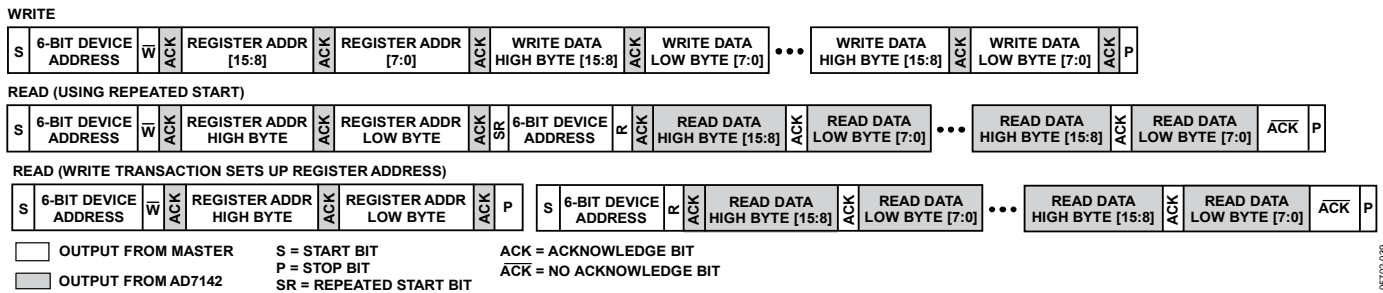 WRITE
S 6-BIT DEVICE ADDRESS W̅ ACK REGISTER ADDR [15:8] ACK REGISTER ADDR [7:0] ACK WRITE DATA HIGH BYTE [15:8] ACK WRITE DATA LOW BYTE [7:0] ••• WRITE DATA HIGH BYTE [15:8] ACK WRITE DATA LOW BYTE [7:0] ACK P
READ (USING REPEATED START)
S 6-BIT DEVICE ADDRESS W̅ ACK REGISTER ADDR HIGH BYTE ACK REGISTER ADDR LOW BYTE ACK SR 6-BIT DEVICE ADDRESS R ACK READ DATA HIGH BYTE [15:8] ACK READ DATA LOW BYTE [7:0] ••• READ DATA HIGH BYTE [15:8] ACK READ DATA LOW BYTE [7:0] A̅C̅K̅ P
READ (WRITE TRANSACTION SETS UP REGISTER ADDRESS)
S 6-BIT DEVICE ADDRESS W̅ ACK REGISTER ADDR HIGH BYTE ACK REGISTER ADDR LOW BYTE ACK P S 6-BIT DEVICE ADDRESS R ACK READ DATA HIGH BYTE [15:8] ACK READ DATA LOW BYTE [7:0] ••• READ DATA HIGH BYTE [15:8] ACK READ DATA LOW BYTE [7:0] A̅C̅K̅ P
OUTPUT FROM MASTER
OUTPUT FROM AD7142
S = START BIT
P = STOP BIT
SR = REPEATED START BIT
ACK = ACKNOWLEDGE BIT
A̅C̅K̅ = NO ACKNOWLEDGE BIT